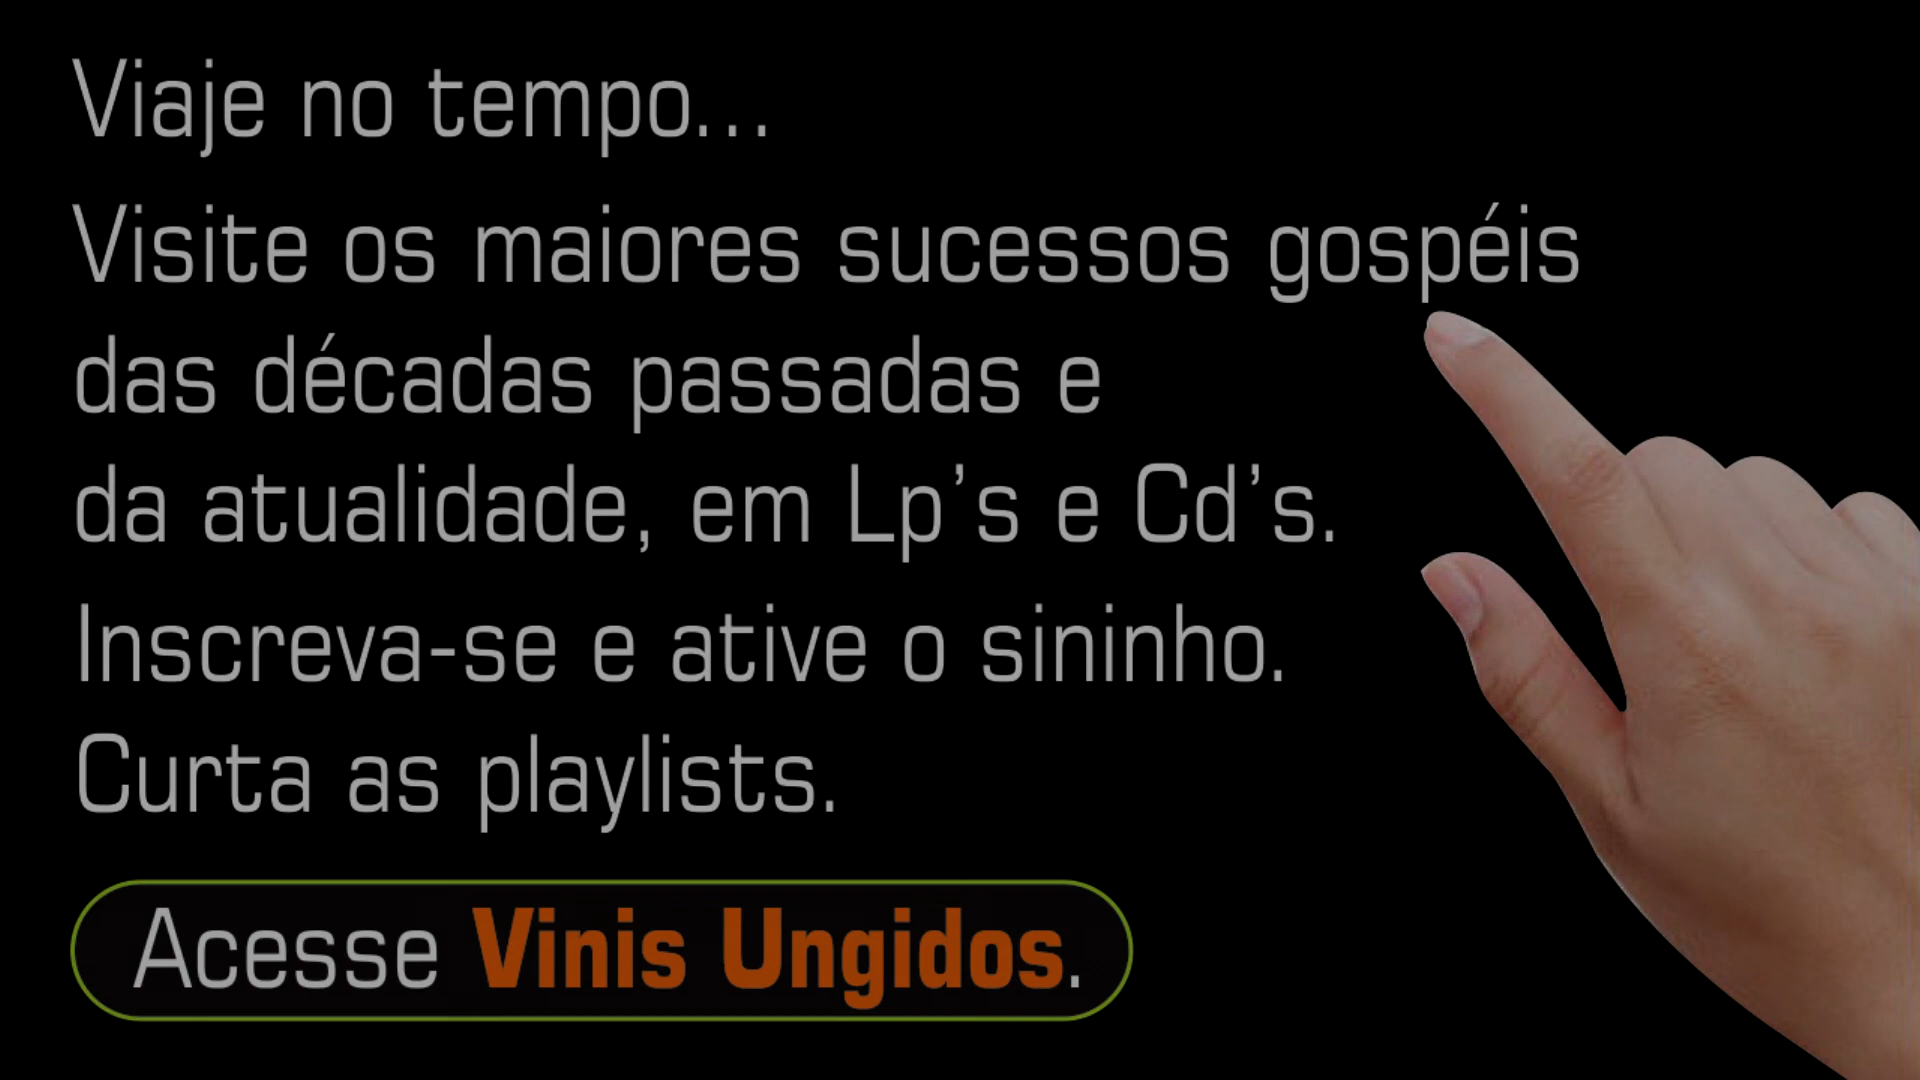 Viaje no tempo...
Visite os maiores sucessos gospéis
das décadas passadas e
da atualidade, em Lp’s e Cd’s.
Inscreva-se e ative o sininho.
Curta as playlists.
Acesse Vinis Ungidos.